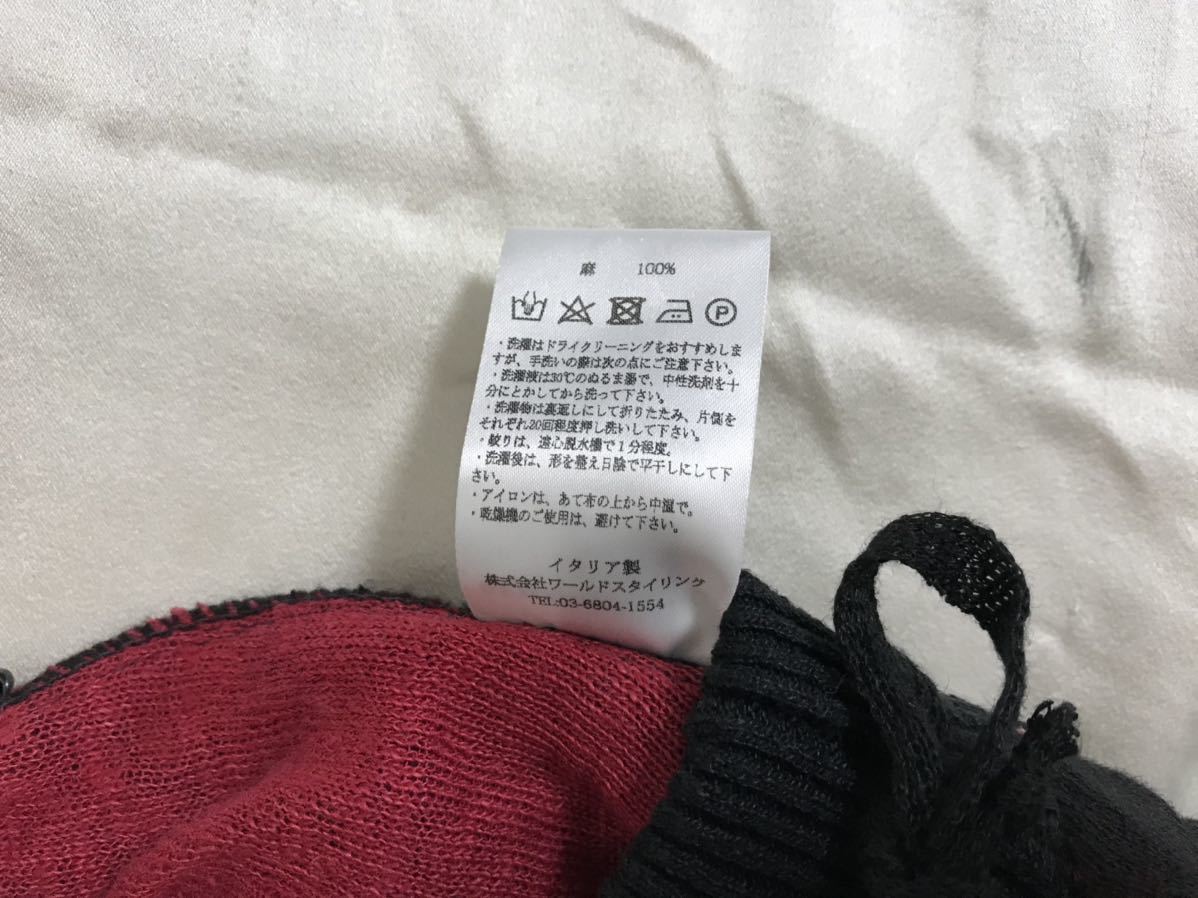 麻 100%
P
・洗濯はドライクリーニングをおすすめしま
すが、手洗いの際は次の点にご注意下さい。
・洗濯液は30℃のぬるま湯で、中性洗剤を十
分にとかしてから洗って下さい。
・洗濯物は裏返しにして折りたたみ、片側を
それぞれ20回程度押し洗いして下さい。
・絞りは、遠心脱水機で1分程度。
・洗濯後は、形を整え日陰で平干しにして下
さい。
・アイロンは、あて布の上から中温で。
・乾燥機のご使用は、避けて下さい。
イタリア製
株式会社ワールドスタイリング
TEL:03-6804-1554